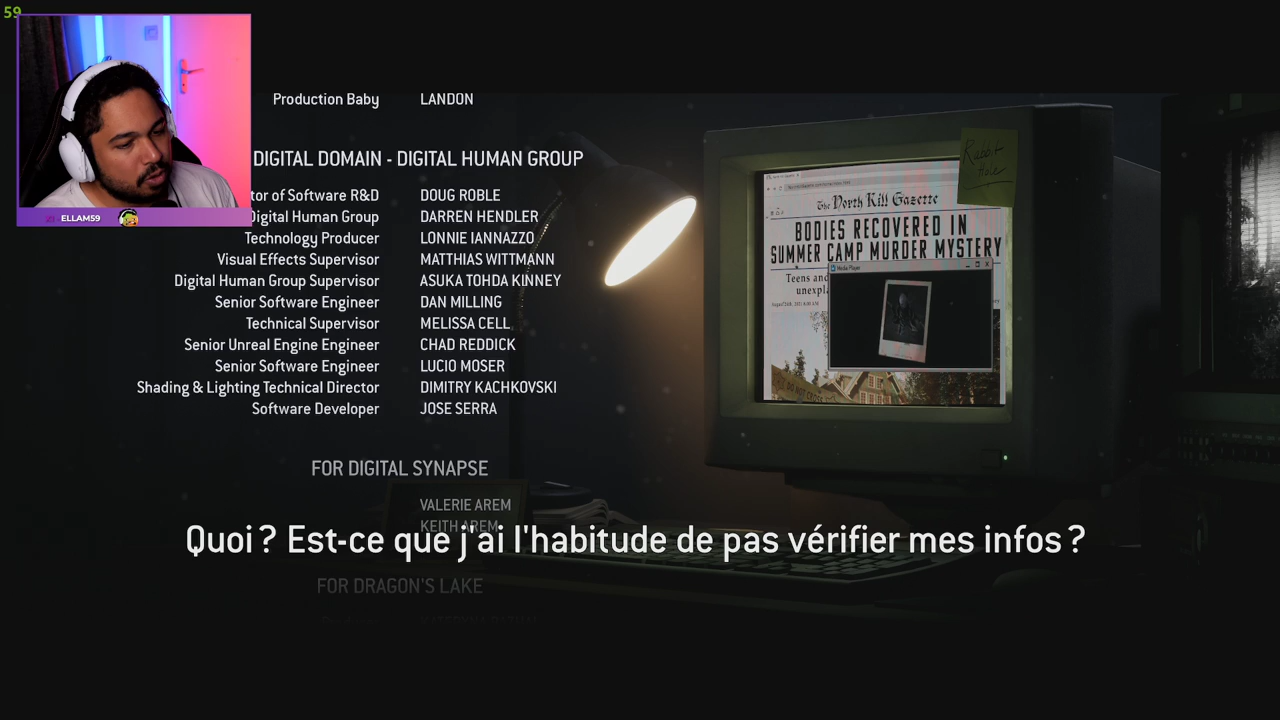 59
ELLAM59
Production Baby LANDON
DIGITAL DOMAIN - DIGITAL HUMAN GROUP
tor of Software R&D DOUG ROBLE
Digital Human Group DARREN HENDLER
Technology Producer LONNIE IANNAZZO
Visual Effects Supervisor MATTHIAS WITTMANN
Digital Human Group Supervisor ASUKA TOHDA KINNEY
Senior Software Engineer DAN MILLING
Technical Supervisor MELISSA CELL
Senior Unreal Engine Engineer CHAD REDDICK
Senior Software Engineer LUCIO MOSER
Shading & Lighting Technical Director DIMITRY KACHKOVSKI
Software Developer JOSE SERRA
FOR DIGITAL SYNAPSE
VALERIE AREM
KEITH AREM
FOR DRAGON'S LAKE
Rabbit
Hole
The North Kill Gazette
BODIES RECOVERED IN
SUMMER CAMP MURDER MYSTERY
Teens and
unexpla
Media Player
Quoi ? Est-ce que j'ai l'habitude de pas vérifier mes infos ?